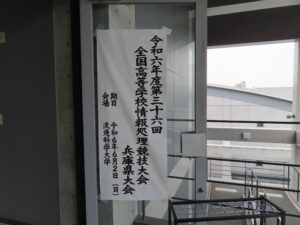 令和六年度第三十六回
全国高等学校情報処理競技大会
兵庫県大会
期日 令和6年6月2日(日)
会場 流通科学大学